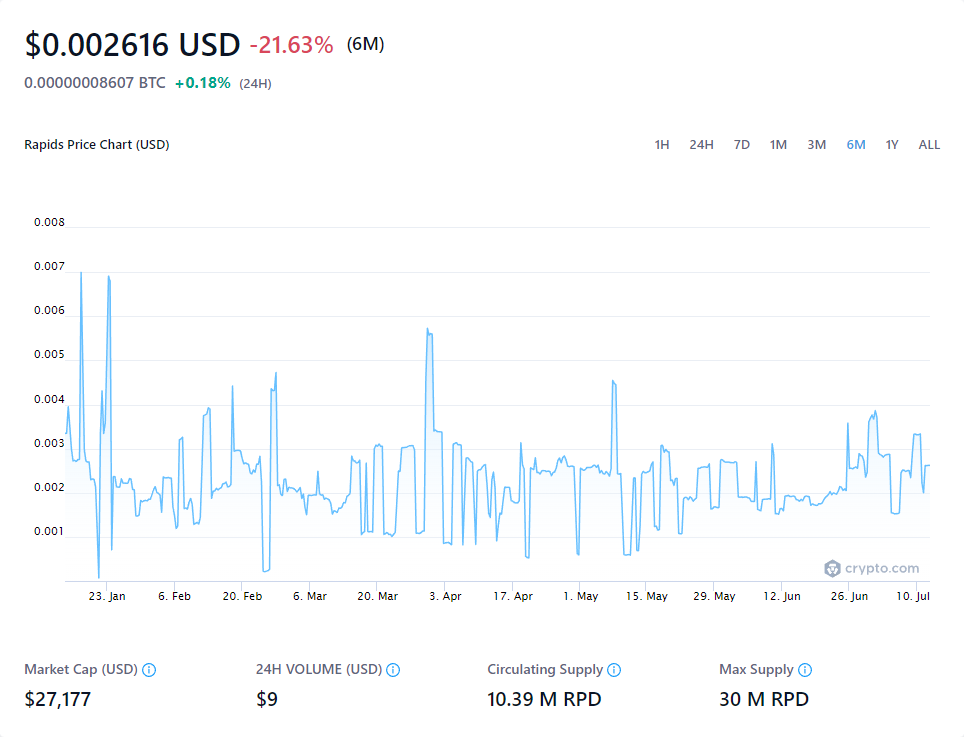 $0.002616 USD -21.63% (6M)
0.00000008607 BTC +0.18% (24H)
Rapids Price Chart (USD) 1H 24H 7D 1M 3M 6M 1Y ALL
0.008
0.007
0.006
0.005
0.004
0.003
0.002
0.001
crypto.com
23. Jan 6. Feb 20. Feb 6. Mar 20. Mar 3. Apr 17. Apr 1. May 15. May 29. May 12. Jun 26. Jun 10. Jul
Market Cap (USD) 24H VOLUME (USD) Circulating Supply Max Supply
$27,177 $9 10.39 M RPD 30 M RPD